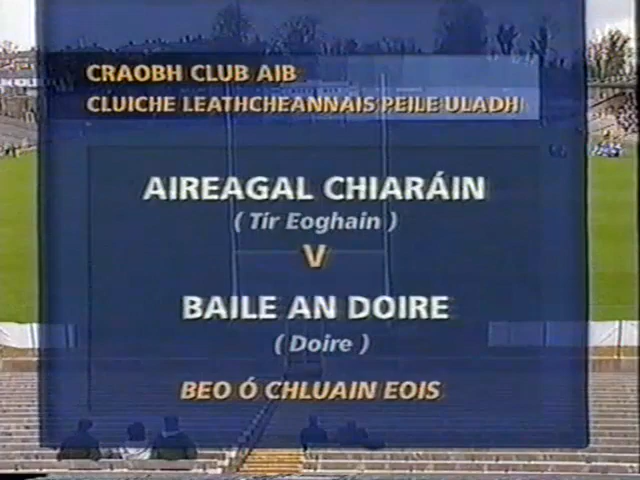 CRAOBH CLUB AIB
CLUICHE LEATHCHEANNAIS PEILE ULADH
AIREAGAL CHIARÁIN
( Tír Eoghain )
V
BAILE AN DOIRE
( Doire )
BEO Ó CHLUAIN EOIS